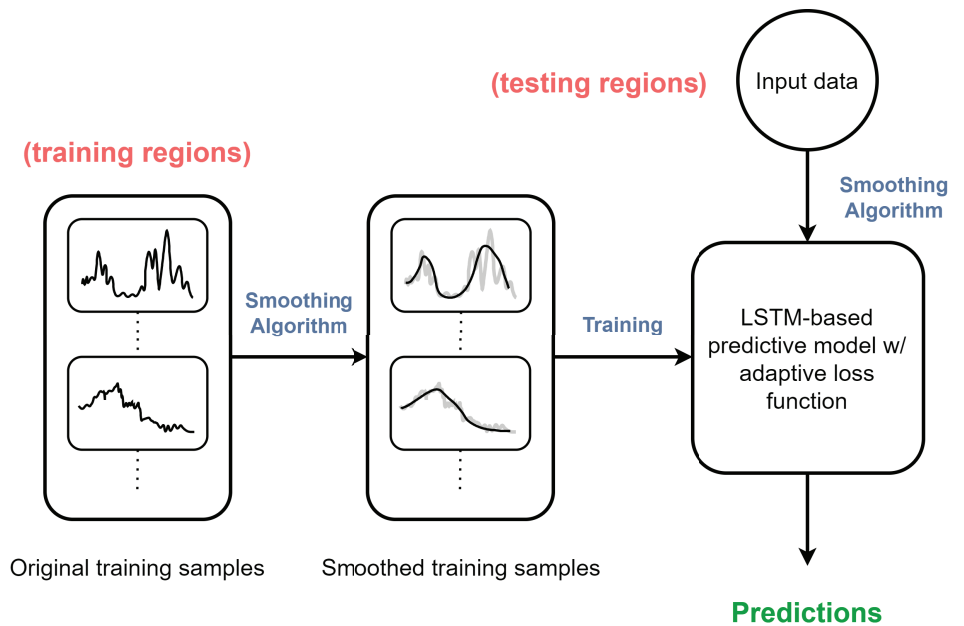 (testing regions)
Input data
(training regions)
Smoothing
Algorithm
Smoothing
Algorithm
Training
LSTM-based
predictive model w/
adaptive loss
function
Original training samples
Smoothed training samples
Predictions